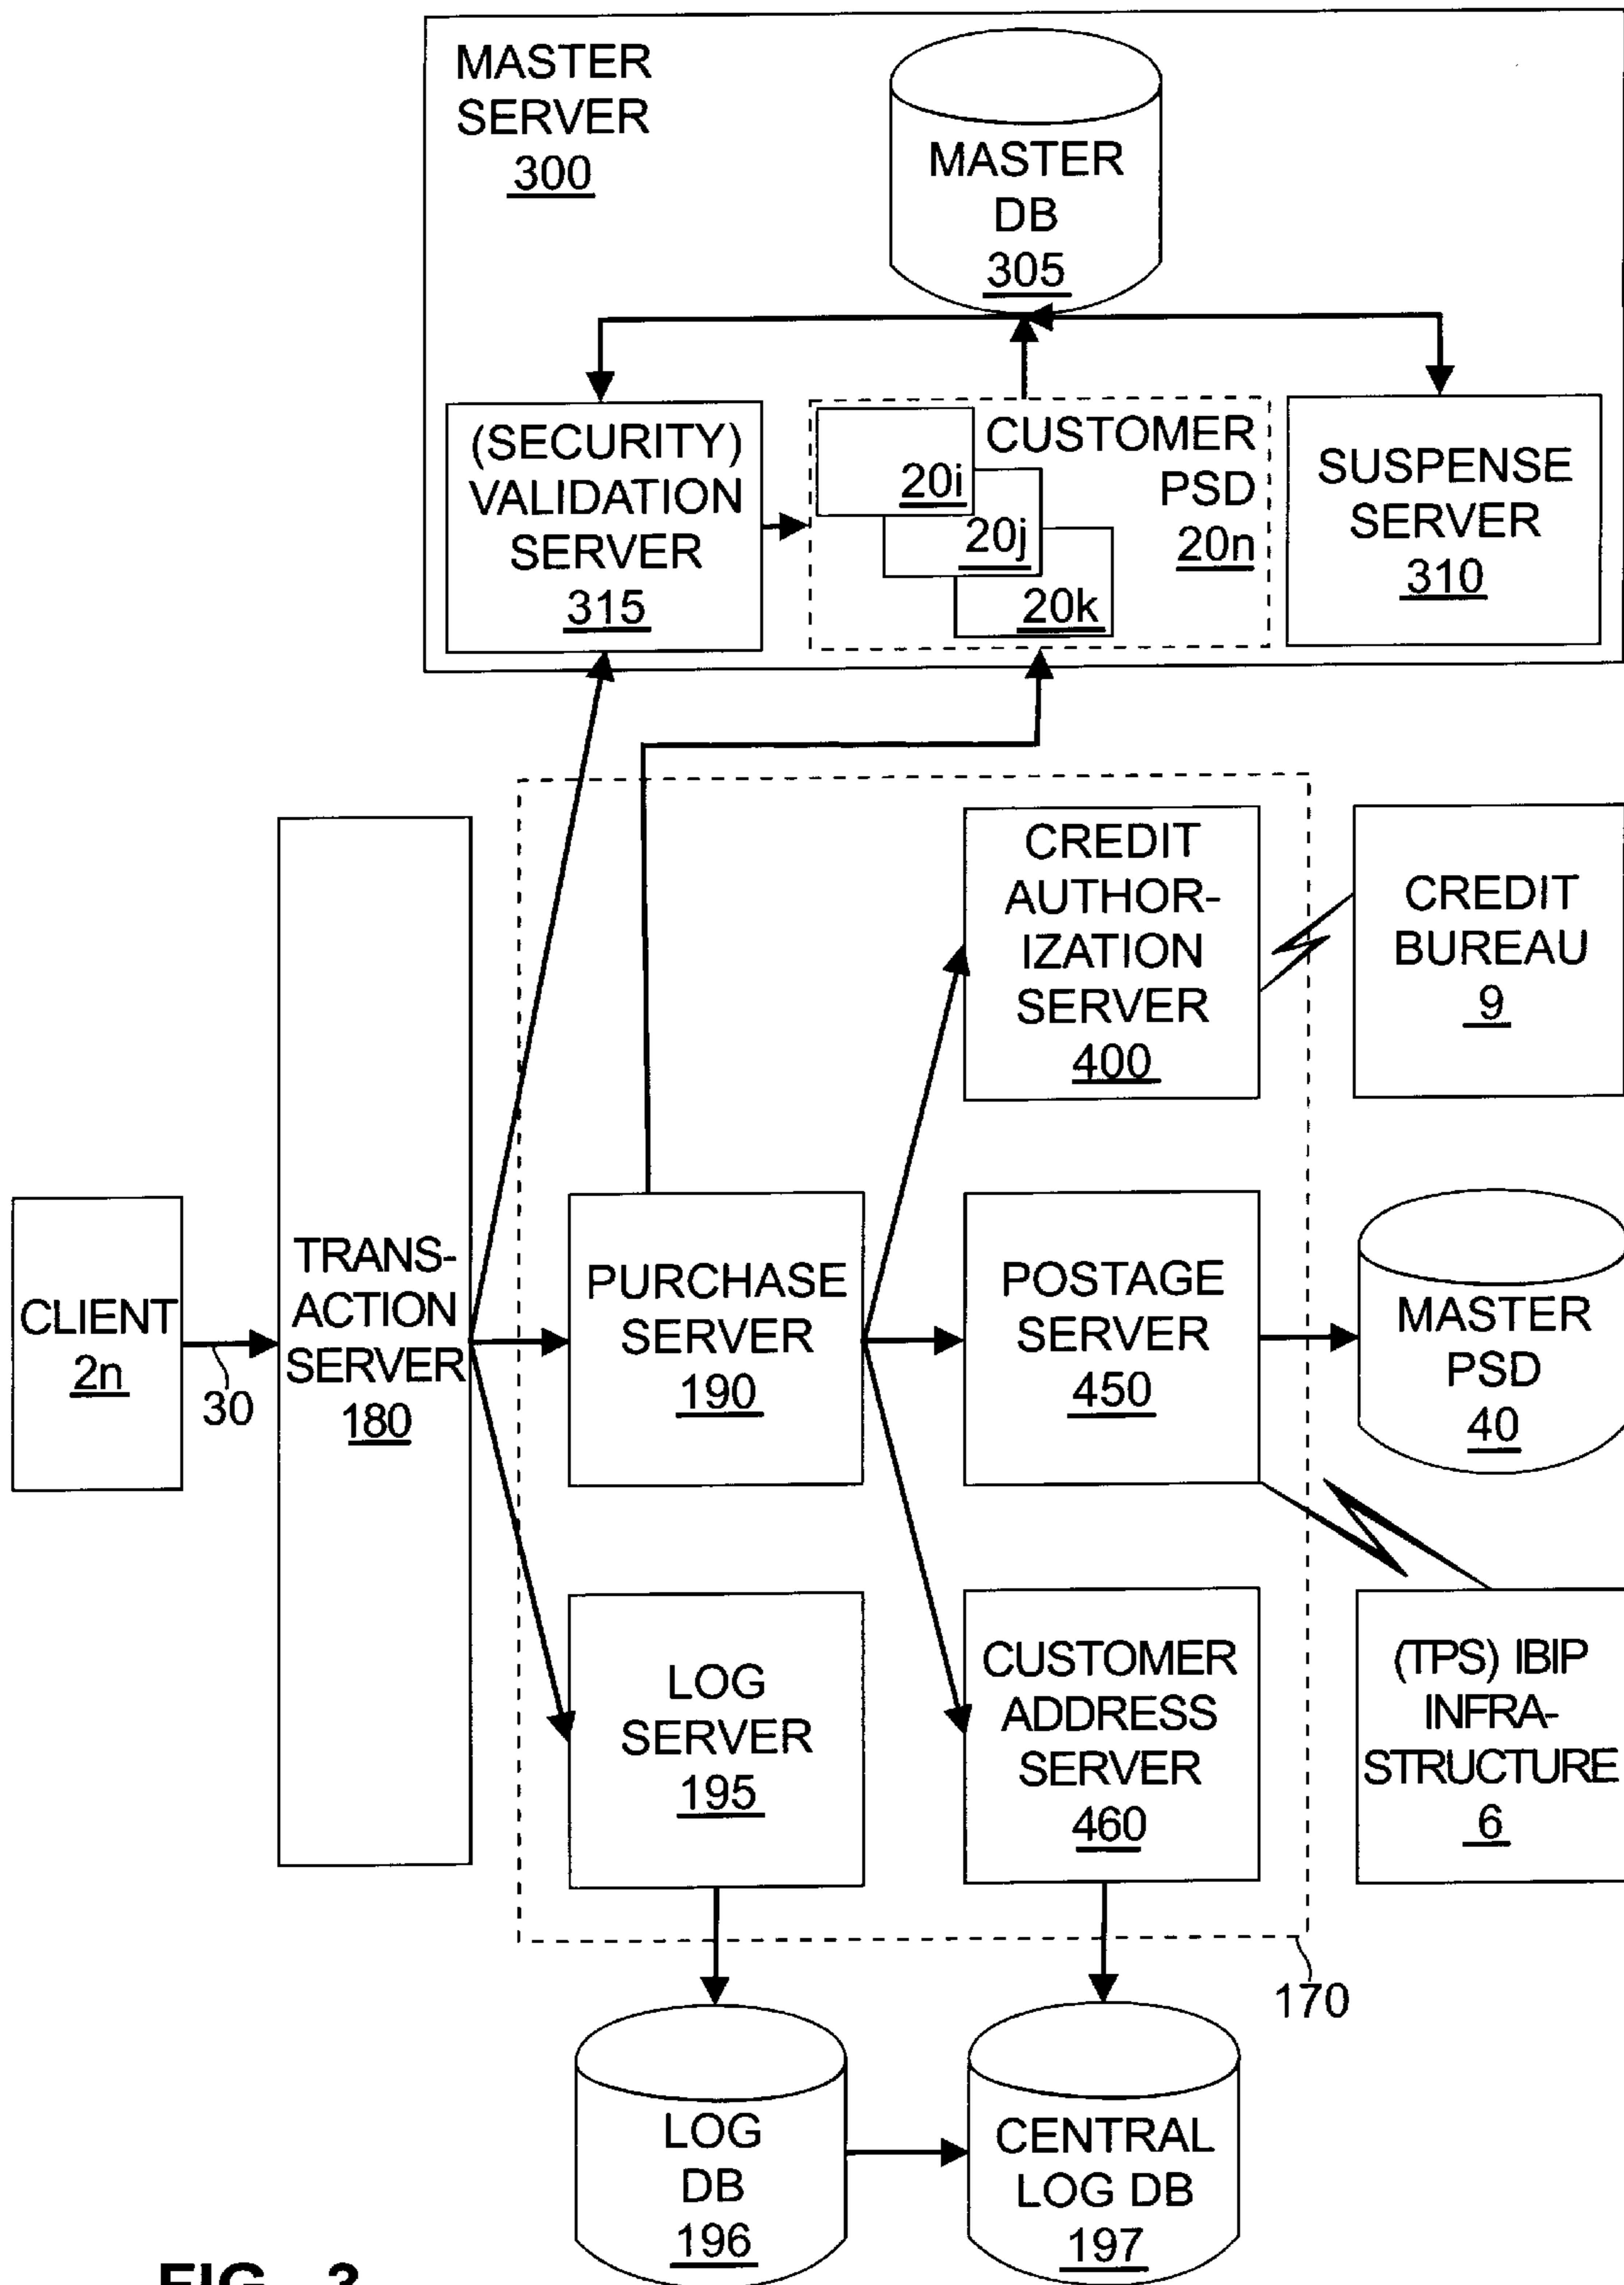 MASTER
SERVER
300
MASTER
DB
305
(SECURITY)
VALIDATION
SERVER
315
CUSTOMER
PSD
20n
20i
20j
20k
SUSPENSE
SERVER
310
CREDIT
AUTHOR-
IZATION
SERVER
400
CREDIT
BUREAU
9
CLIENT
2n
30
TRANS-
ACTION
SERVER
180
PURCHASE
SERVER
190
POSTAGE
SERVER
450
MASTER
PSD
40
LOG
SERVER
195
CUSTOMER
ADDRESS
SERVER
460
(TPS) IBIP
INFRA-
STRUCTURE
6
170
LOG
DB
196
CENTRAL
LOG DB
197
FIG. 3